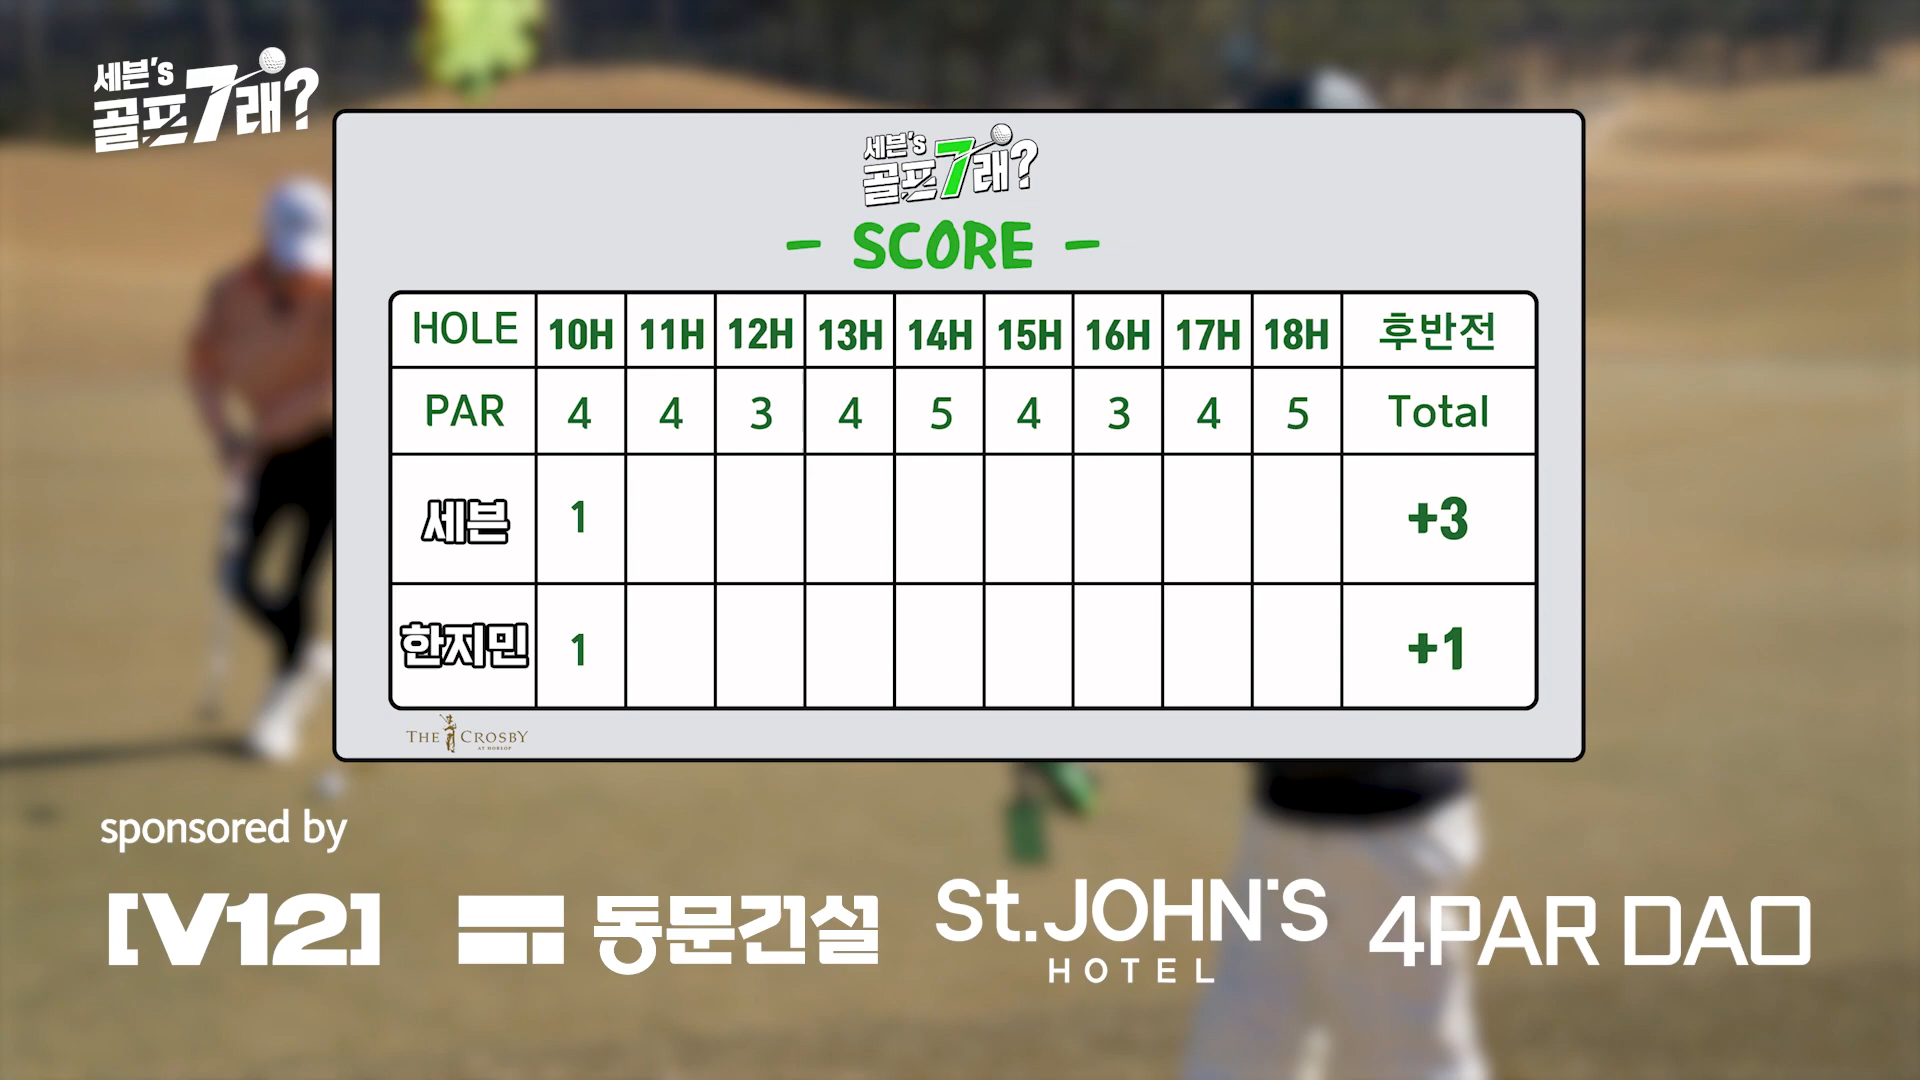 세븐's
골프7래?
세븐's
골프7래?
- SCORE -
HOLE 10H 11H 12H 13H 14H 15H 16H 17H 18H 후반전
PAR 4 4 3 4 5 4 3 4 5 Total
세븐 1 +3
한지민 1 +1
THE CROSBY
AT HORSOP
sponsored by
[V12] 동문건설 St.JOHN'S HOTEL 4PAR DAO